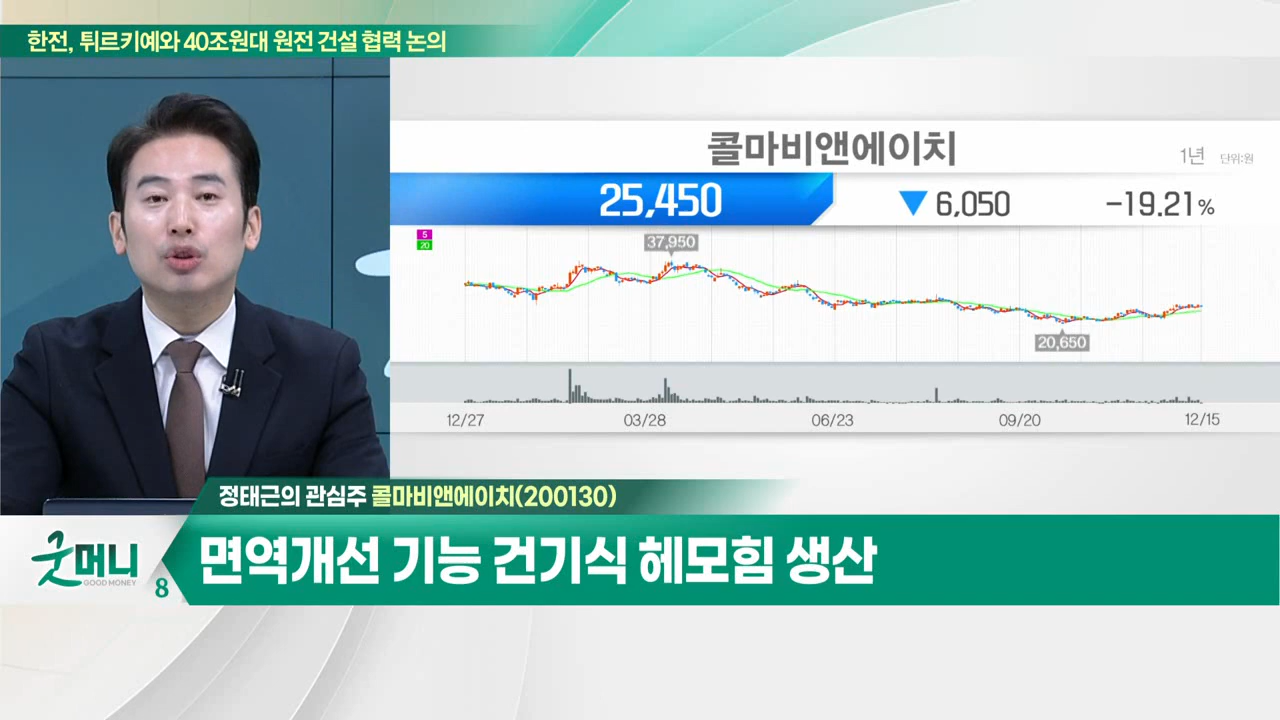 한전, 튀르키예와 40조원대 원전 건설 협력 논의
콜마비앤에이치
1년 단위:원
25,450 ▼ 6,050 -19.21%
5
20
37,950
20,650
12/27 03/28 06/23 09/20 12/15
정태근의 관심주 콜마비앤에이치(200130)
굿머니
GOOD MONEY
8
면역개선 기능 건기식 헤모힘 생산